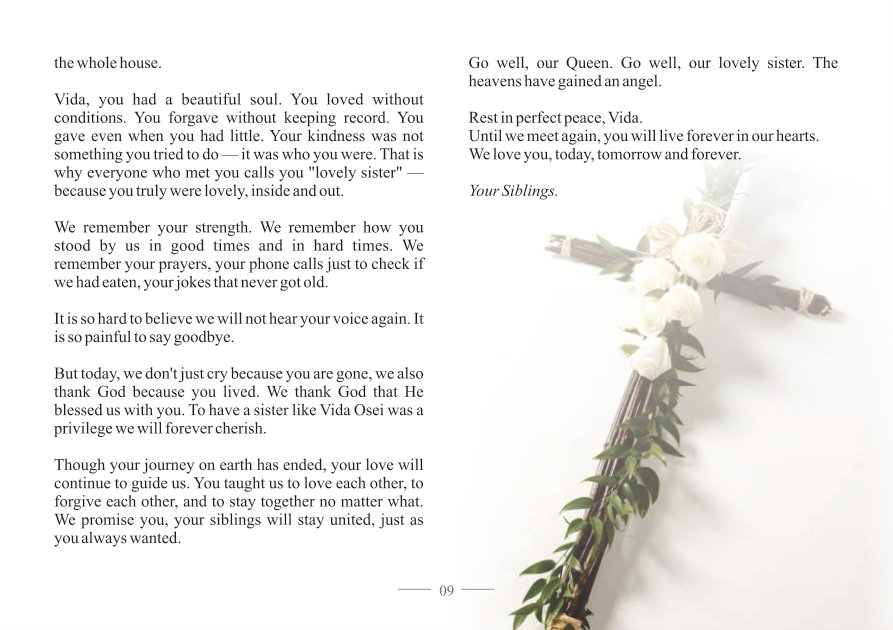 the whole house.
Vida, you had a beautiful soul. You loved without
conditions. You forgave without keeping record. You
gave even when you had little. Your kindness was not
something you tried to do — it was who you were. That is
why everyone who met you calls you "lovely sister" —
because you truly were lovely, inside and out.
We remember your strength. We remember how you
stood by us in good times and in hard times. We
remember your prayers, your phone calls just to check if
we had eaten, your jokes that never got old.
It is so hard to believe we will not hear your voice again. It
is so painful to say goodbye.
But today, we don't just cry because you are gone, we also
thank God because you lived. We thank God that He
blessed us with you. To have a sister like Vida Osei was a
privilege we will forever cherish.
Though your journey on earth has ended, your love will
continue to guide us. You taught us to love each other, to
forgive each other, and to stay together no matter what.
We promise you, your siblings will stay united, just as
you always wanted.
Go well, our Queen. Go well, our lovely sister. The
heavens have gained an angel.
Rest in perfect peace, Vida.
Until we meet again, you will live forever in our hearts.
We love you, today, tomorrow and forever.
Your Siblings.
09